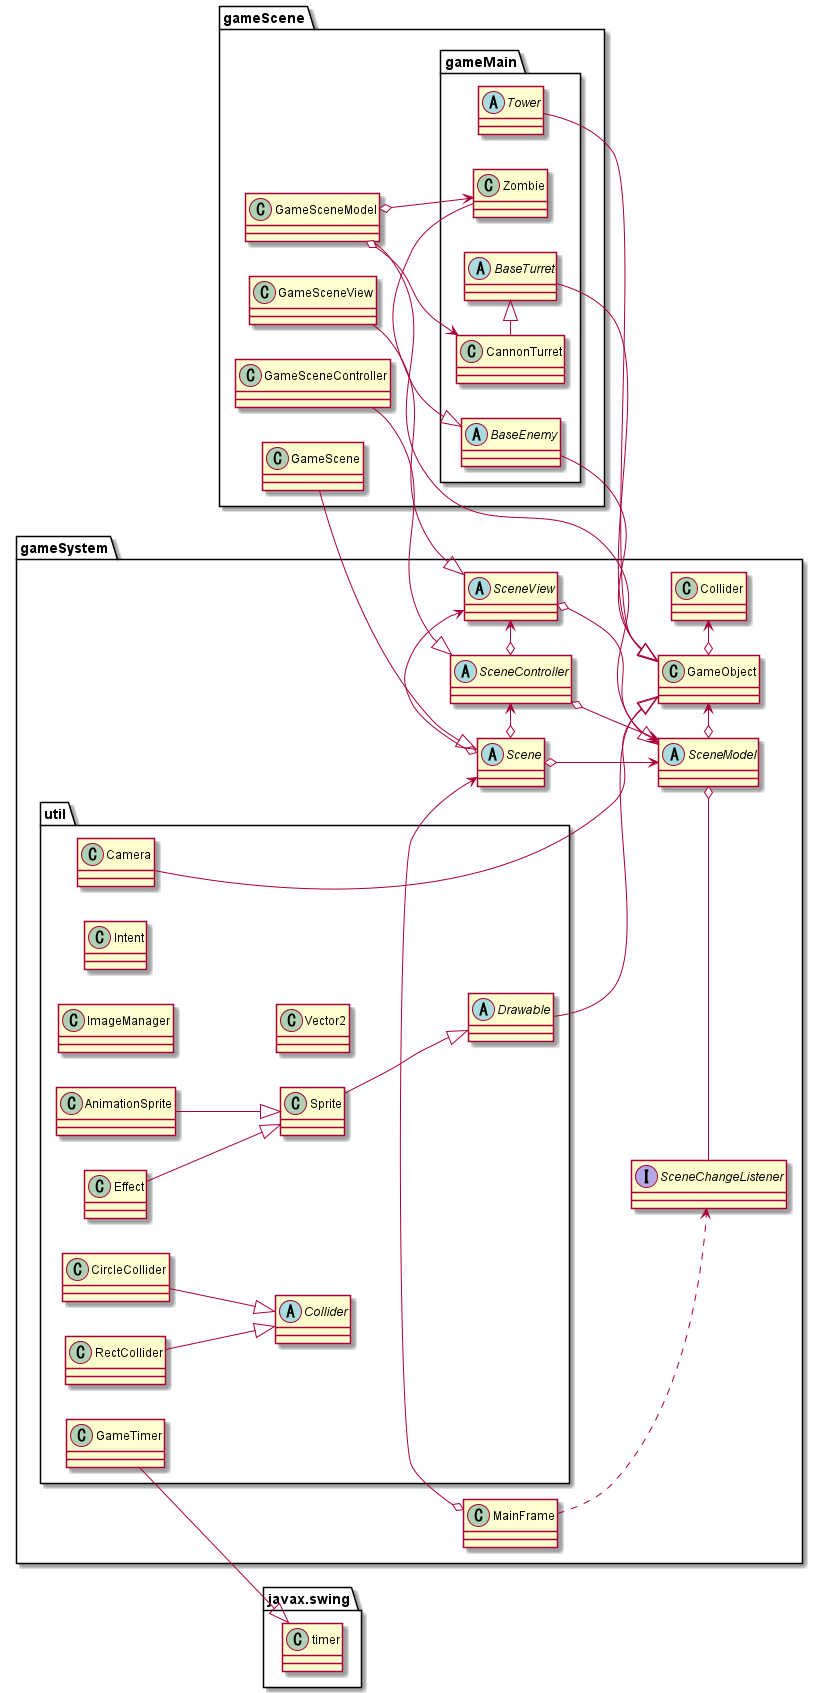 gameScene
gameMain
A Tower
C Zombie
C GameSceneModel
A BaseTurret
C GameSceneView
C CannonTurret
C GameSceneController
A BaseEnemy
C GameScene
gameSystem
A SceneView
C Collider
A SceneController
C GameObject
A Scene
A SceneModel
util
C Camera
C Intent
A Drawable
C ImageManager
C Vector2
C AnimationSprite
C Sprite
C Effect
I SceneChangeListener
C CircleCollider
A Collider
C RectCollider
C GameTimer
C MainFrame
javax.swing
C timer